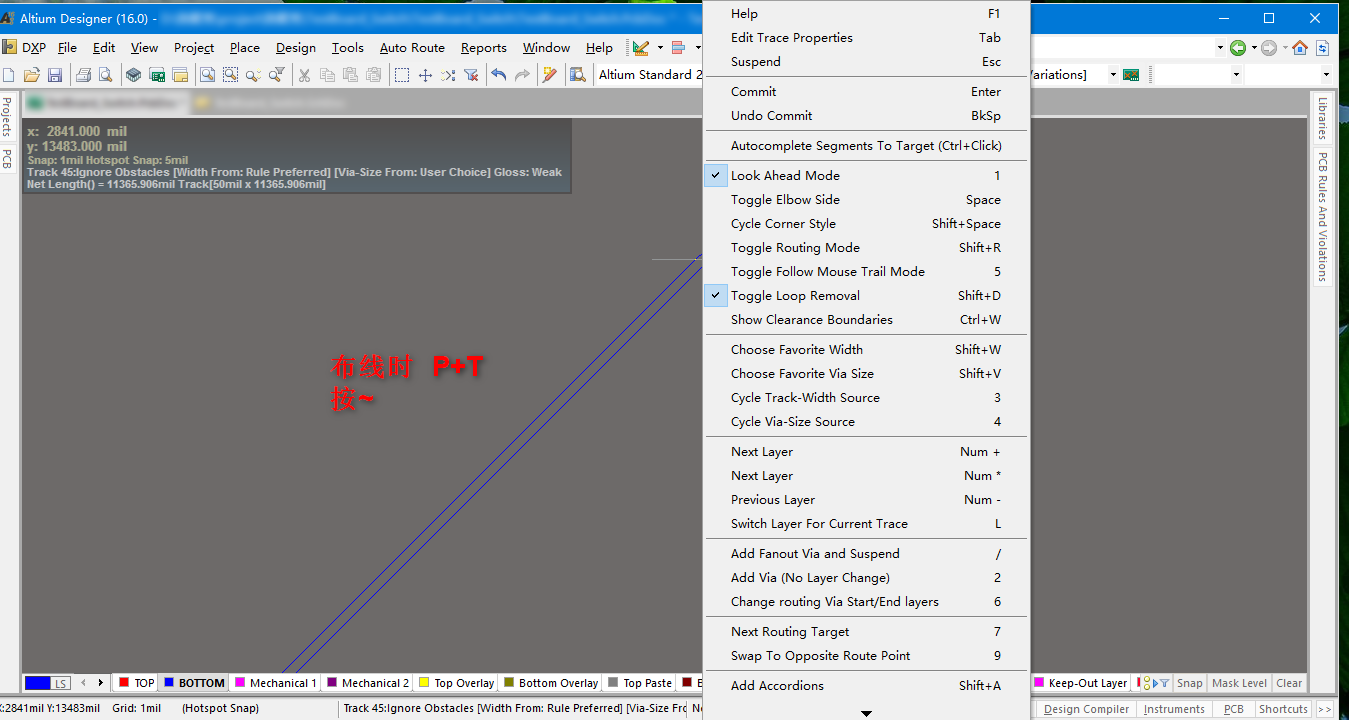 Altium Designer (16.0) -
DXP File Edit View Project Place Design Tools Auto Route Reports Window Help
Altium Standard 2
ariations]
Projects
PCB
x: 2841.000 mil
y: 13483.000 mil
Snap: 1mil Hotspot Snap: 5mil
Track 45:Ignore Obstacles [Width From: Rule Preferred] [Via-Size From: User Choice] Gloss: Weak
Net Length() = 11365.906mil Track[50mil x 11365.906mil]
布线时 P+T
按~
Help F1
Edit Trace Properties Tab
Suspend Esc
Commit Enter
Undo Commit BkSp
Autocomplete Segments To Target (Ctrl+Click)
Look Ahead Mode 1
Toggle Elbow Side Space
Cycle Corner Style Shift+Space
Toggle Routing Mode Shift+R
Toggle Follow Mouse Trail Mode 5
Toggle Loop Removal Shift+D
Show Clearance Boundaries Ctrl+W
Choose Favorite Width Shift+W
Choose Favorite Via Size Shift+V
Cycle Track-Width Source 3
Cycle Via-Size Source 4
Next Layer Num +
Next Layer Num *
Previous Layer Num -
Switch Layer For Current Trace L
Add Fanout Via and Suspend /
Add Via (No Layer Change) 2
Change routing Via Start/End layers 6
Next Routing Target 7
Swap To Opposite Route Point 9
Add Accordions Shift+A
Libraries
PCB Rules And Violations
LS TOP BOTTOM Mechanical 1 Mechanical 2 Top Overlay Bottom Overlay Top Paste B
Keep-Out Layer Snap Mask Level Clear
X:2841mil Y:13483mil Grid: 1mil (Hotspot Snap) Track 45:Ignore Obstacles [Width From: Rule Preferred] [Via-Size Fro Ne
Design Compiler Instruments PCB Shortcuts >>